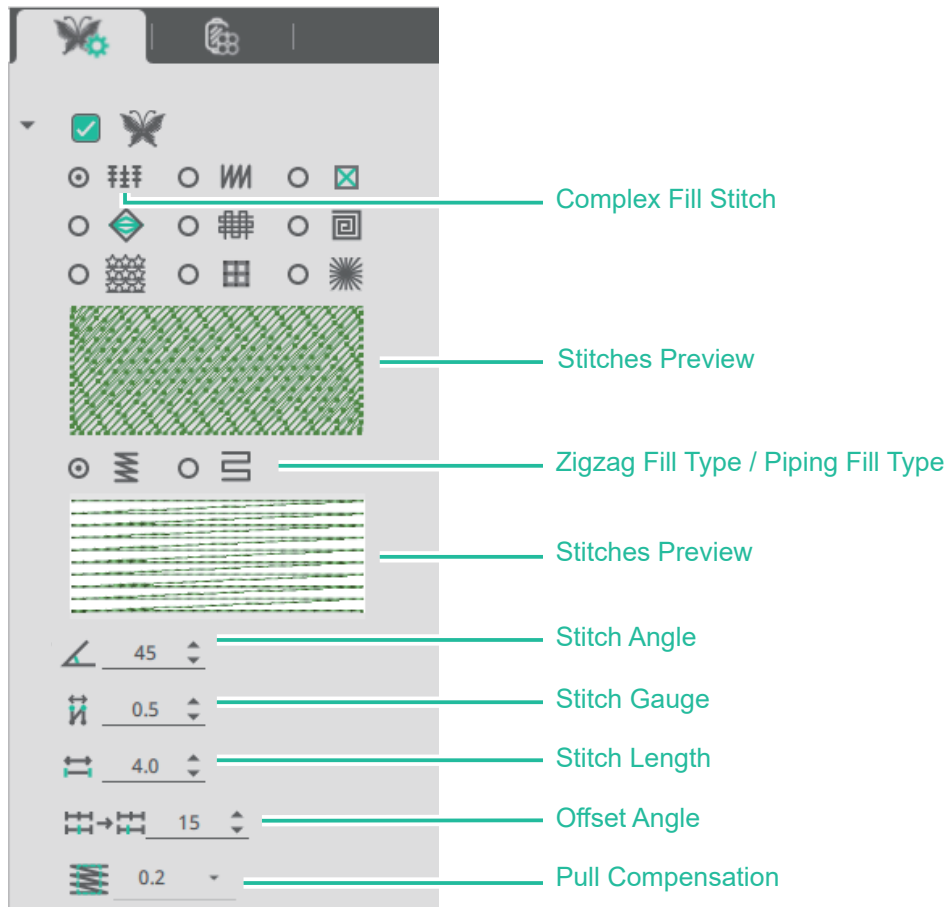 Complex Fill Stitch
Stitches Preview
Zigzag Fill Type / Piping Fill Type
Stitches Preview
45
Stitch Angle
0.5
Stitch Gauge
4.0
Stitch Length
15
Offset Angle
0.2
Pull Compensation